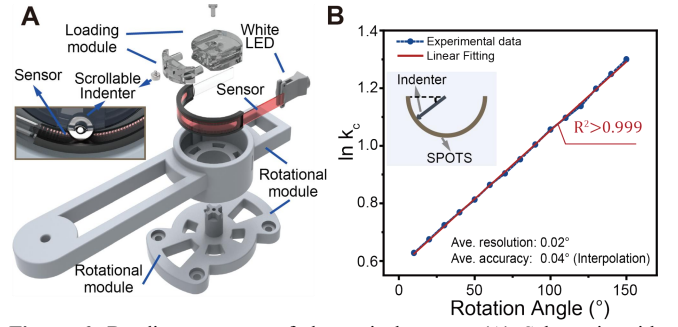 A
Loading
module
White
LED
Sensor
Scrollable
Indenter
Sensor
Rotational
module
Rotational
module
B
Experimental data
Linear Fitting
Indenter
SPOTS
R²>0.999
Ave. resolution: 0.02°
Ave. accuracy: 0.04° (Interpolation)
ln kc
1.4
1.2
1.0
0.8
0.6
0
50
100
150
Rotation Angle (°)